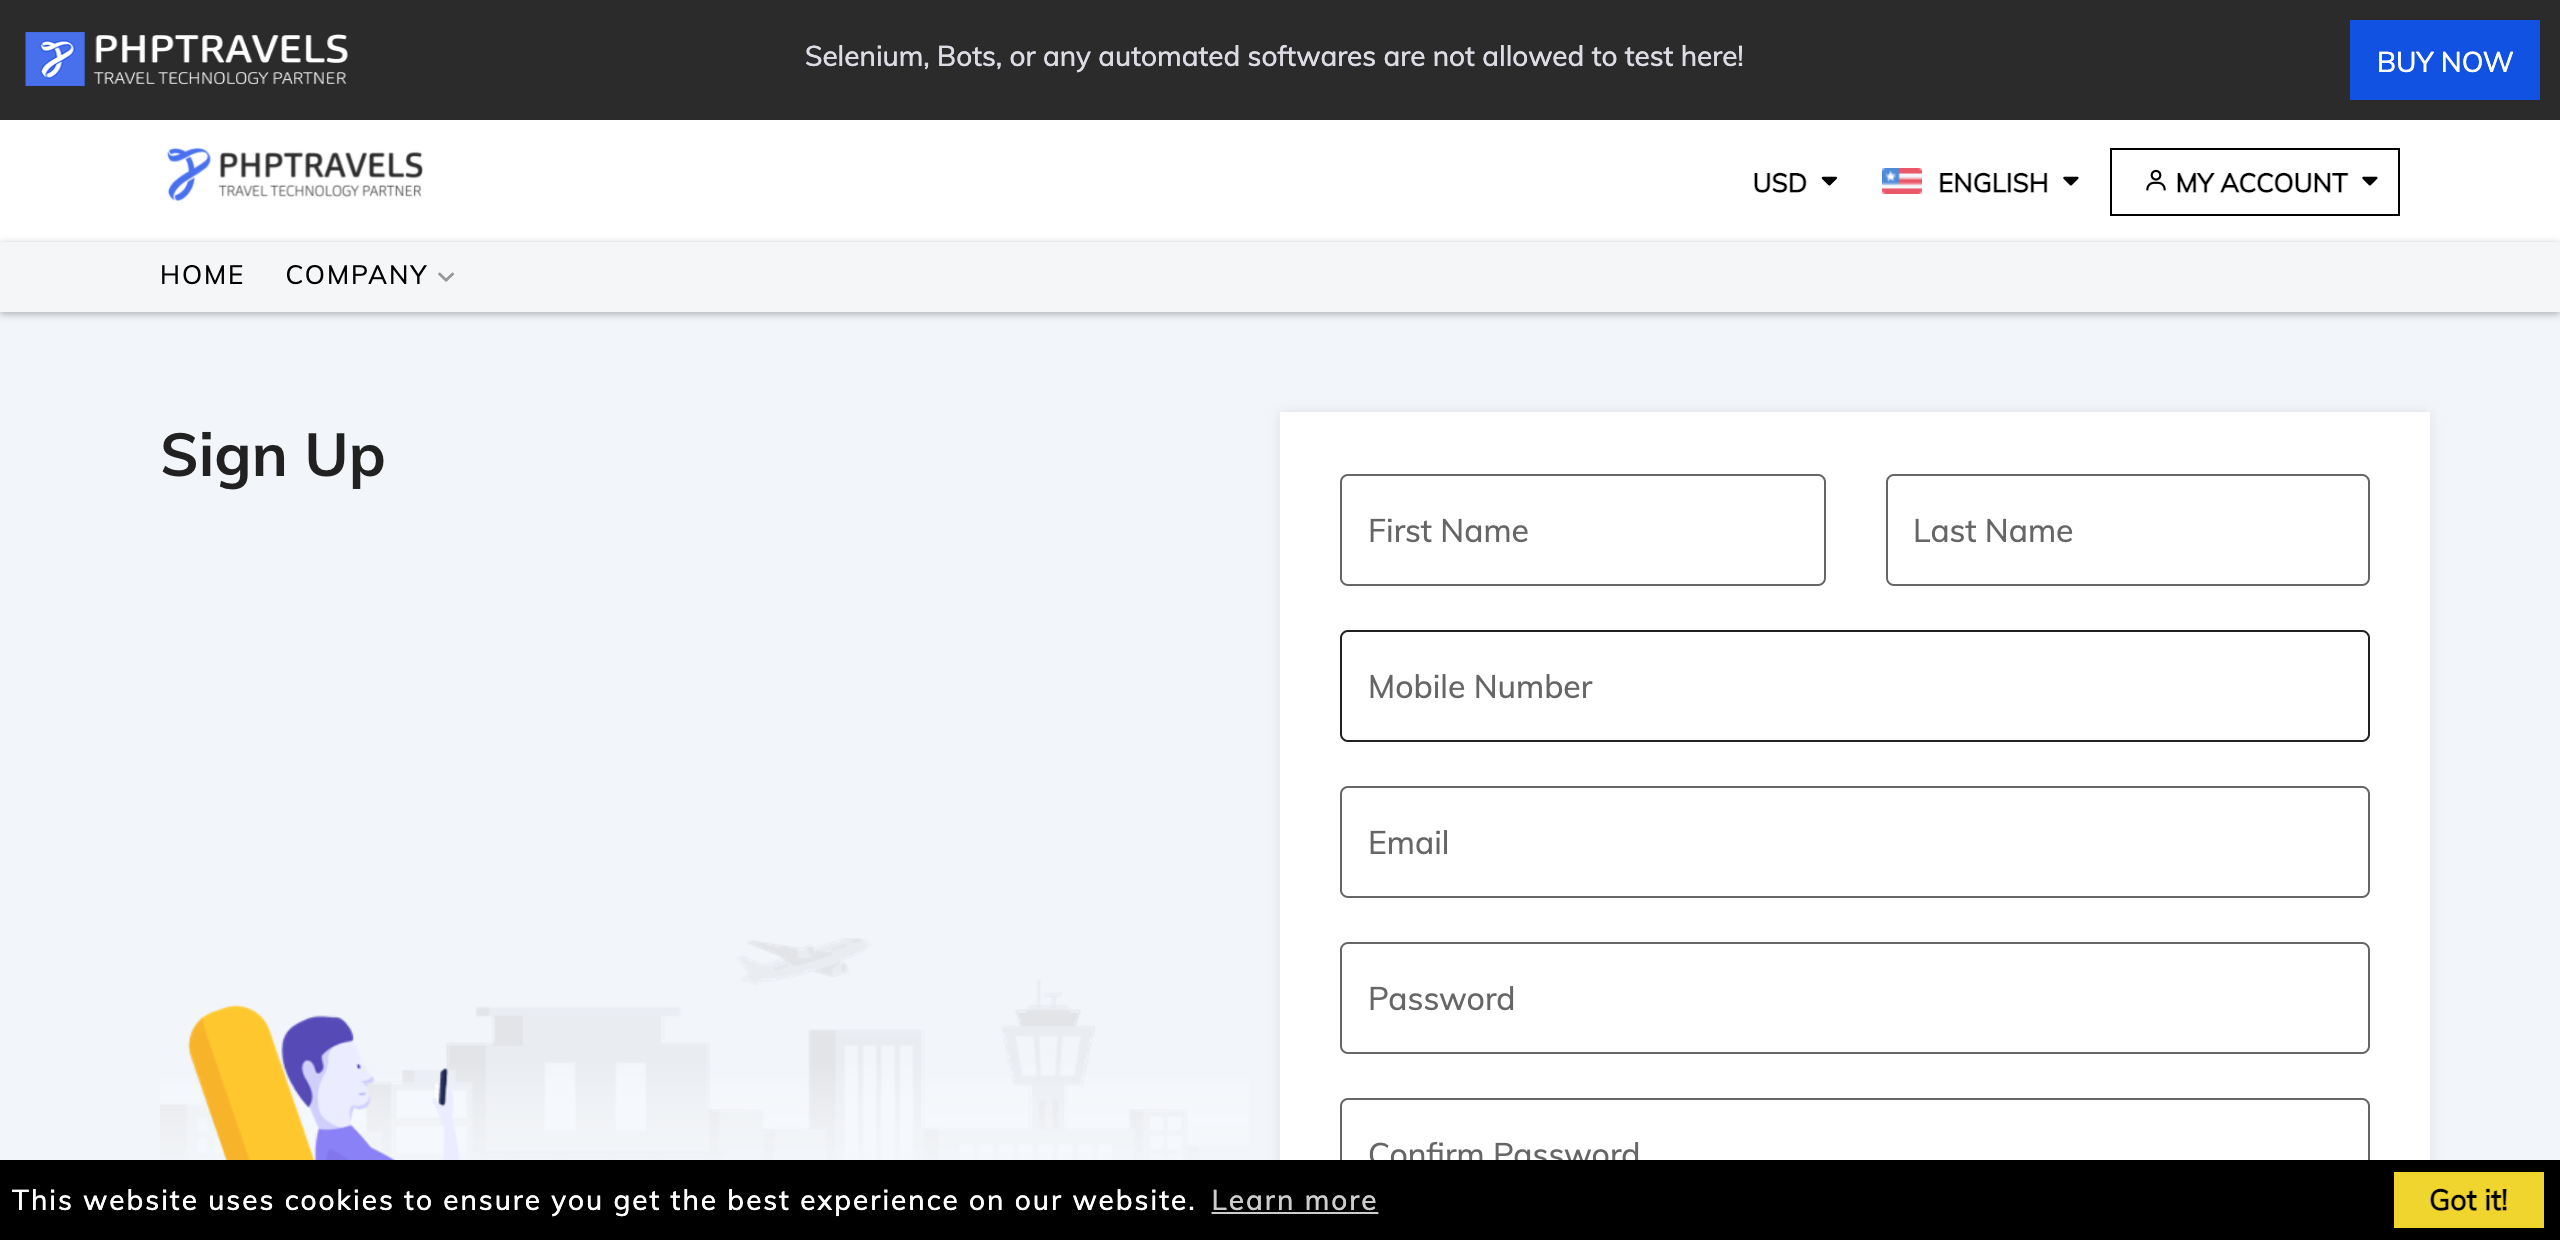 PHPTRAVELS
TRAVEL TECHNOLOGY PARTNER
Selenium, Bots, or any automated softwares are not allowed to test here!
BUY NOW
PHPTRAVELS
TRAVEL TECHNOLOGY PARTNER
USD
ENGLISH
MY ACCOUNT
HOME
COMPANY
Sign Up
First Name
Last Name
Mobile Number
Email
Password
Confirm Password
This website uses cookies to ensure you get the best experience on our website. Learn more
Got it!